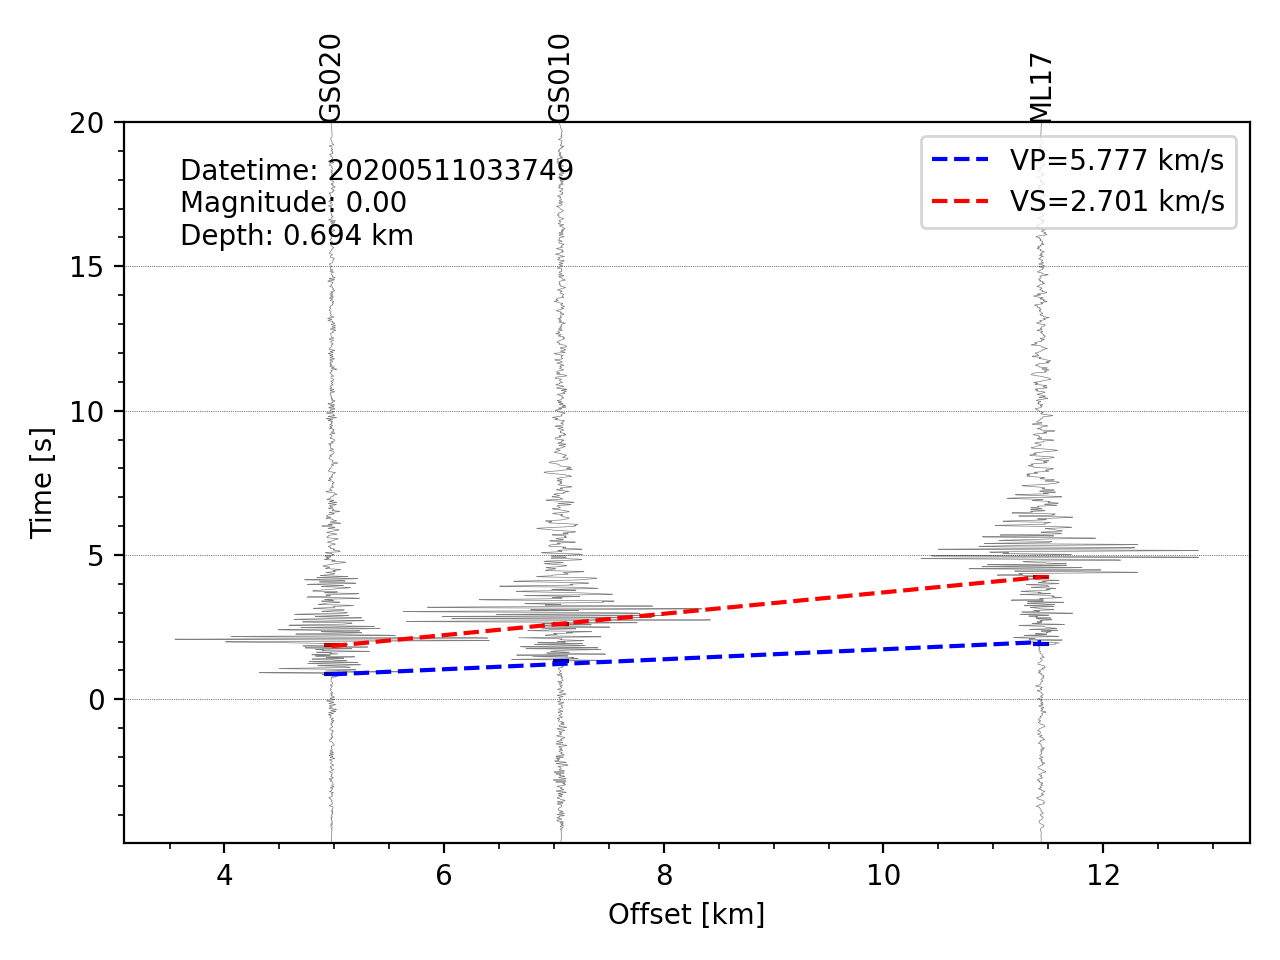 GS020
GS010
ML17
Datetime: 20200511033749
Magnitude: 0.00
Depth: 0.694 km
VP=5.777 km/s
VS=2.701 km/s
20
15
10
5
0
Time [s]
4
6
8
10
12
Offset [km]